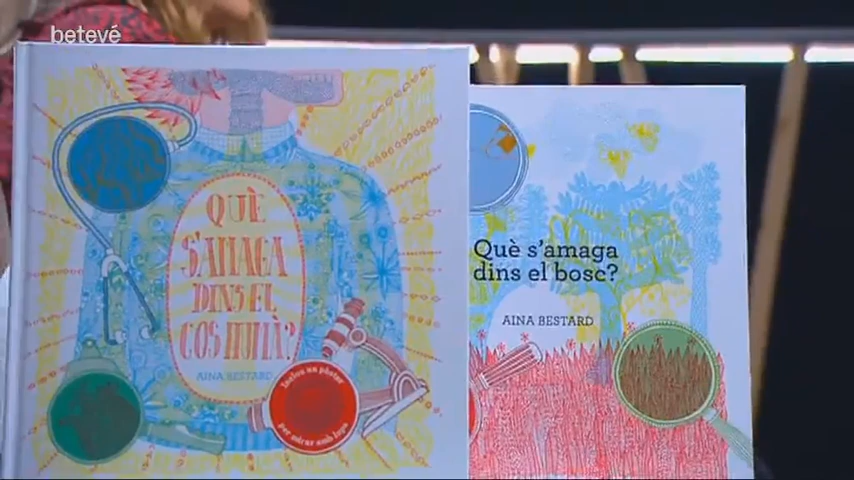 betevé
QUÈ
S'AMAGA
DINS EL
COS HUMÀ?
AINA BESTARD
Inclou un pòster
per mirar amb lupa
Què s'amaga
dins el bosc?
AINA BESTARD